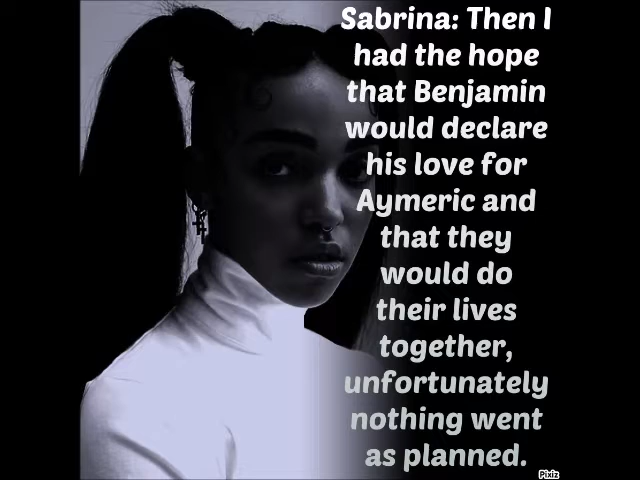 Sabrina: Then I
had the hope
that Benjamin
would declare
his love for
Aymeric and
that they
would do
their lives
together,
unfortunately
nothing went
as planned.
Pixiz